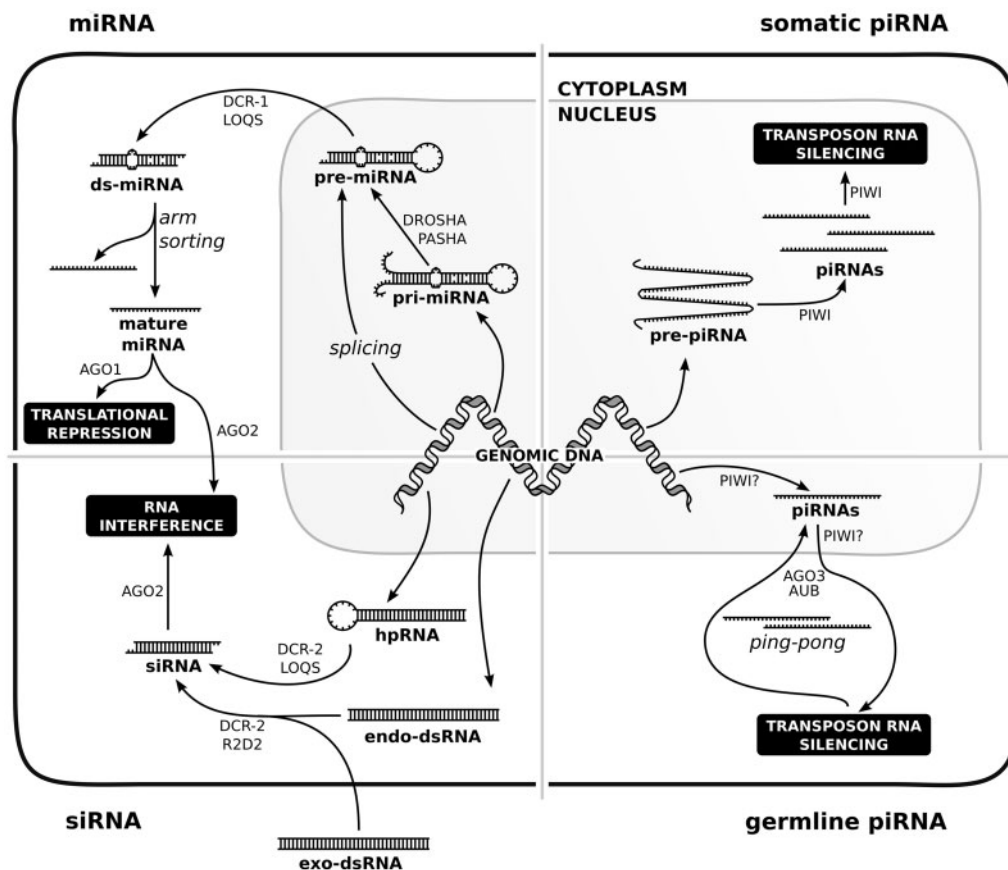 miRNA
somatic piRNA
CYTOPLASM
NUCLEUS
DCR-1
LOQS
ds-miRNA
pre-miRNA
arm
sorting
DROSHA
PASHA
pri-miRNA
mature
miRNA
splicing
AGO1
TRANSLATIONAL
REPRESSION
AGO2
TRANSPOSON RNA
SILENCING
PIWI
piRNAs
pre-piRNA
PIWI
GENOMIC DNA
RNA
INTERFERENCE
AGO2
siRNA
DCR-2
LOQS
hpRNA
DCR-2
R2D2
endo-dsRNA
exo-dsRNA
siRNA
PIWI?
piRNAs
PIWI?
AGO3
AUB
ping-pong
TRANSPOSON RNA
SILENCING
germline piRNA